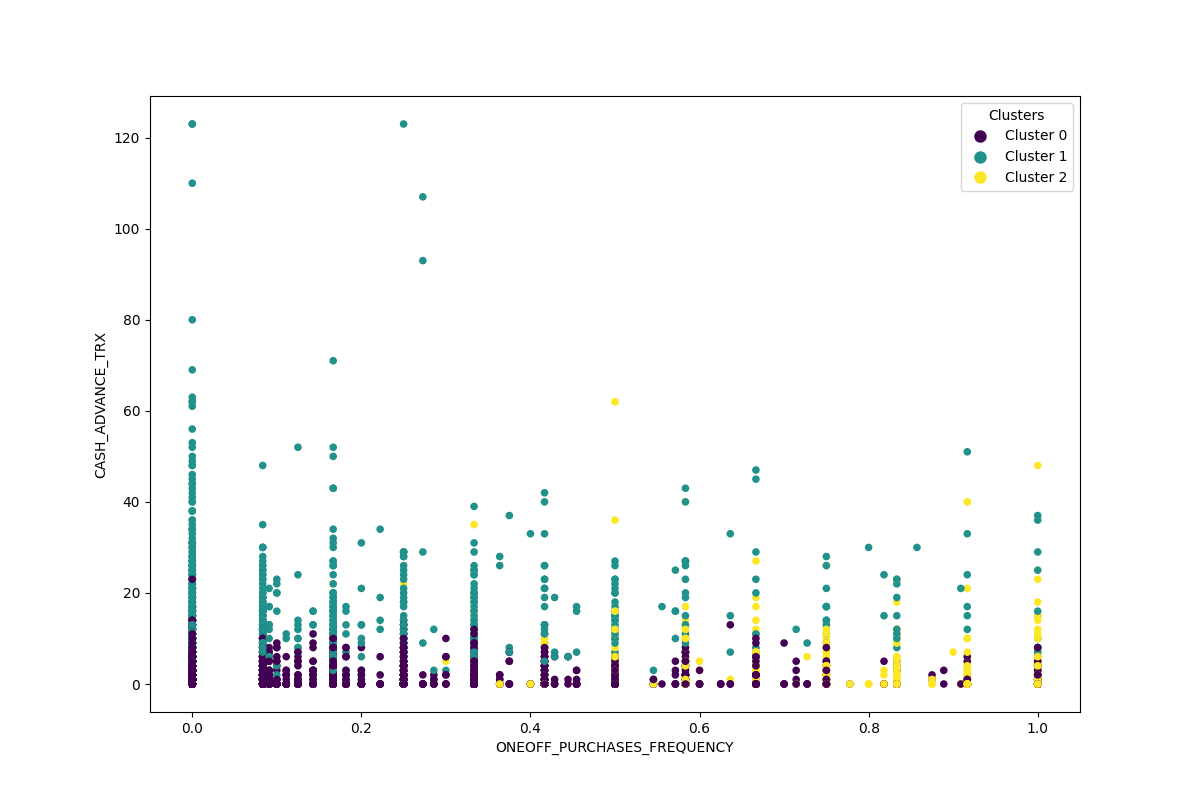 Clusters
Cluster 0
Cluster 1
Cluster 2
120
100
80
60
40
20
0
CASH_ADVANCE_TRX
0.0 0.2 0.4 0.6 0.8 1.0
ONEOFF_PURCHASES_FREQUENCY